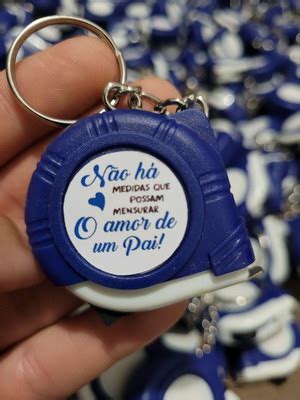 Não há
MEDIDAS QUE
POSSAM
MENSURAR
O amor de
um Pai!